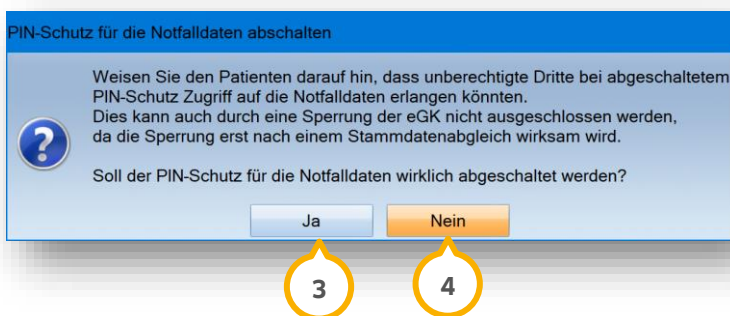 PIN-Schutz für die Notfalldaten abschalten
Weisen Sie den Patienten darauf hin, dass unberechtigte Dritte bei abgeschaltetem
PIN-Schutz Zugriff auf die Notfalldaten erlangen könnten.
Dies kann auch durch eine Sperrung der eGK nicht ausgeschlossen werden,
da die Sperrung erst nach einem Stammdatenabgleich wirksam wird.
Soll der PIN-Schutz für die Notfalldaten wirklich abgeschaltet werden?
Ja Nein
3 4